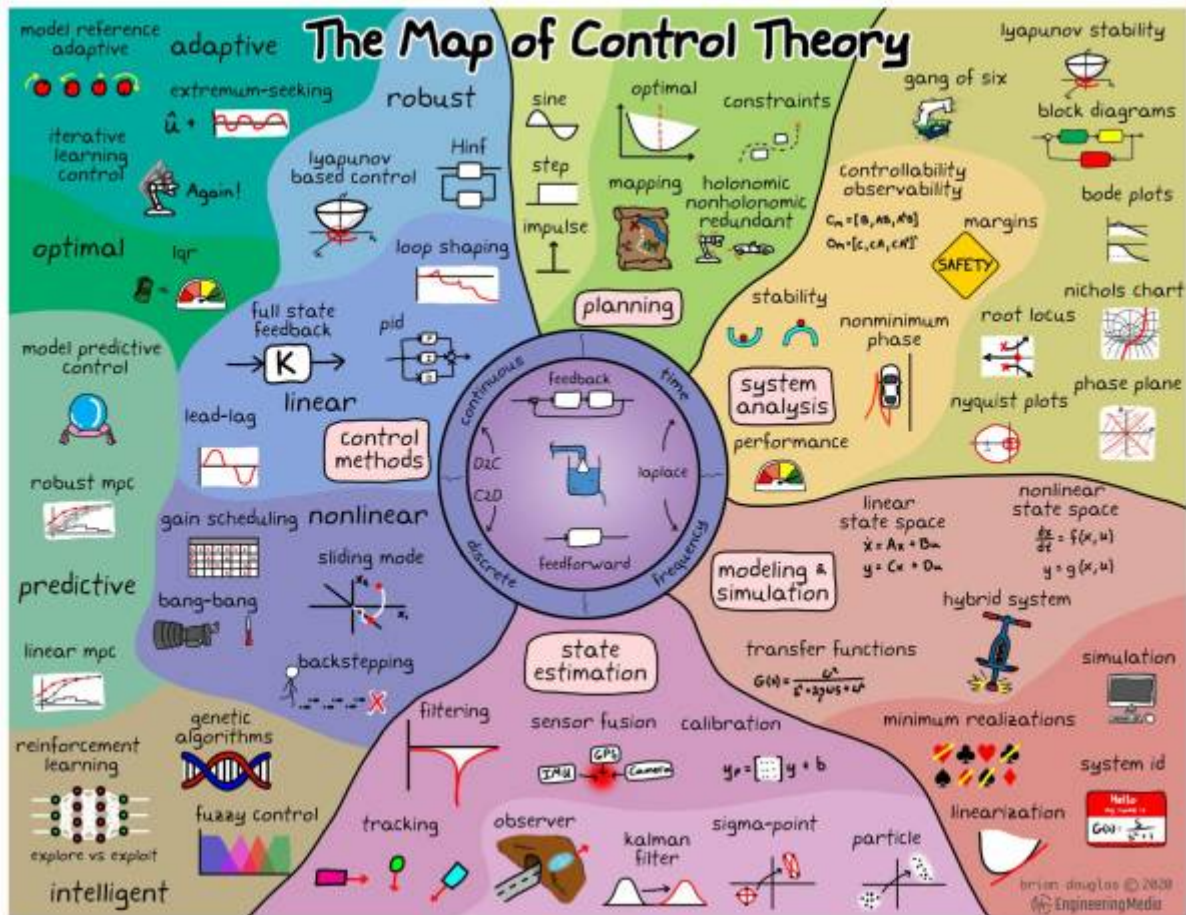 The Map of Control Theory
model reference
adaptive
adaptive
extremum-seeking
û +
iterative
learning
control
Again!
robust
Hinf
lyapunov
based control
optimal
lqr
loop shaping
full state
feedback
K
pid
linear
lead-lag
control
methods
model predictive
control
robust mpc
predictive
linear mpc
gain scheduling
nonlinear
sliding mode
bang-bang
backstepping
X
reinforcement
learning
explore vs exploit
genetic
algorithms
fuzzy control
intelligent
sine
step
impulse
optimal
constraints
mapping
holonomic
nonholonomic
redundant
planning
continuous
time
discrete
frequency
feedback
D2C
C2D
laplace
feedforward
gang of six
lyapunov stability
block diagrams
controllability
observability
margins
SAFETY
bode plots
stability
nonminimum
phase
root locus
nichols chart
system
analysis
nyquist plots
phase plane
performance
linear
state space
ẋ = Ax + Bu
y = Cx + Du
nonlinear
state space
dx/dt = f(x, u)
y = g(x, u)
modeling &
simulation
hybrid system
transfer functions
simulation
minimum realizations
system id
Hello
linearization
state
estimation
filtering
sensor fusion
GPS
IMU
Camera
calibration
tracking
observer
kalman
filter
sigma-point
particle
brian douglas © 2020
EngineeringMedia